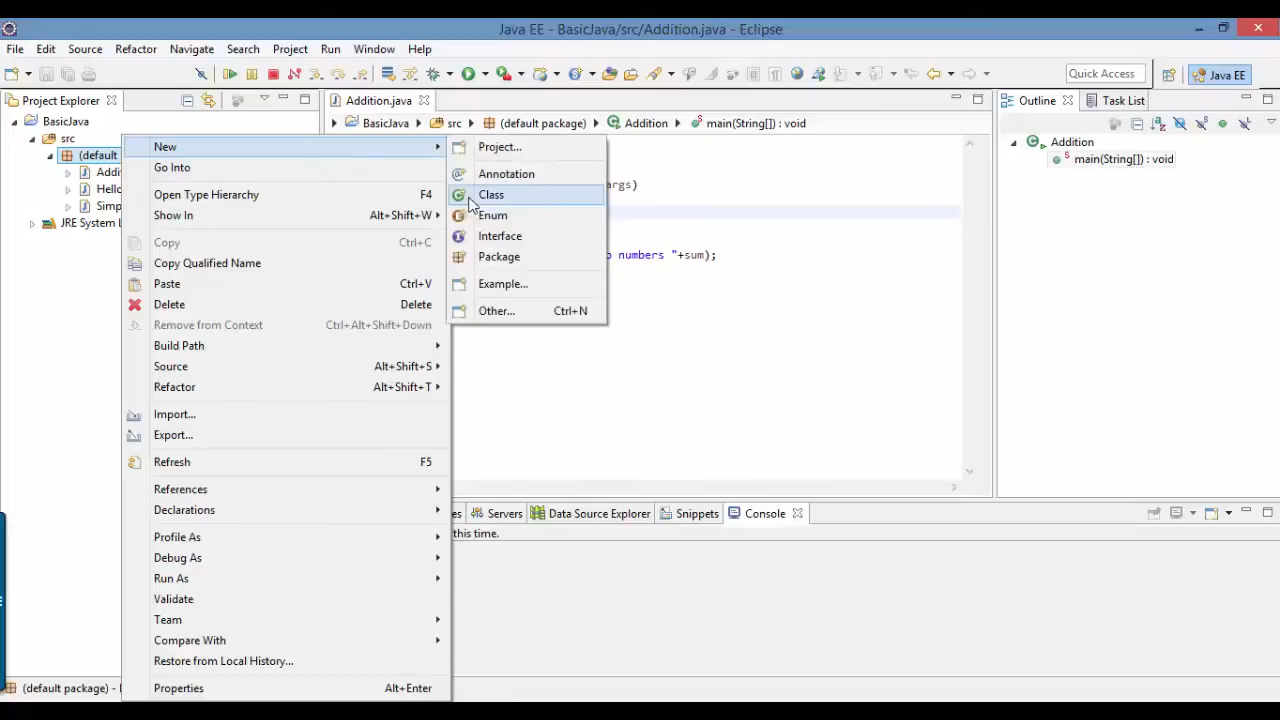 Java EE - BasicJava/src/Addition.java - Eclipse
File Edit Source Refactor Navigate Search Project Run Window Help
Quick Access Java EE
Project Explorer Addition.java Outline Task List
BasicJava
src
(default
Addi
Hello
Simp
JRE System L
BasicJava src (default package) Addition main(String[]) : void
Addition
main(String[]) : void
New
Go Into
Open Type Hierarchy F4
Show In Alt+Shift+W
Copy Ctrl+C
Copy Qualified Name
Paste Ctrl+V
Delete Delete
Remove from Context Ctrl+Alt+Shift+Down
Build Path
Source Alt+Shift+S
Refactor Alt+Shift+T
Import...
Export...
Refresh F5
References
Declarations
Profile As
Debug As
Run As
Validate
Team
Compare With
Restore from Local History...
Properties Alt+Enter
Project...
Annotation
Class
Enum
Interface
Package
Example...
Other... Ctrl+N
args)
numbers "+sum);
es Servers Data Source Explorer Snippets Console
this time.
(default package) -